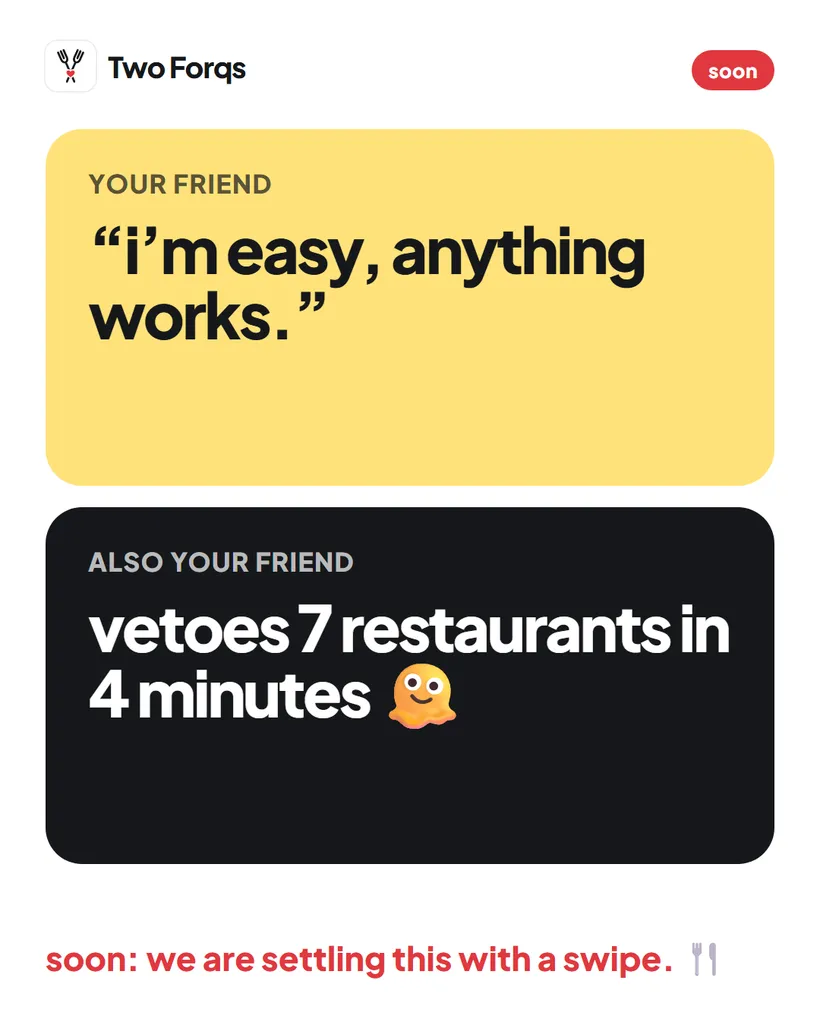 Two Forqs
soon
YOUR FRIEND
“i’m easy, anything
works.”
ALSO YOUR FRIEND
vetoes 7 restaurants in
4 minutes 🫠
soon: we are settling this with a swipe. 🍴